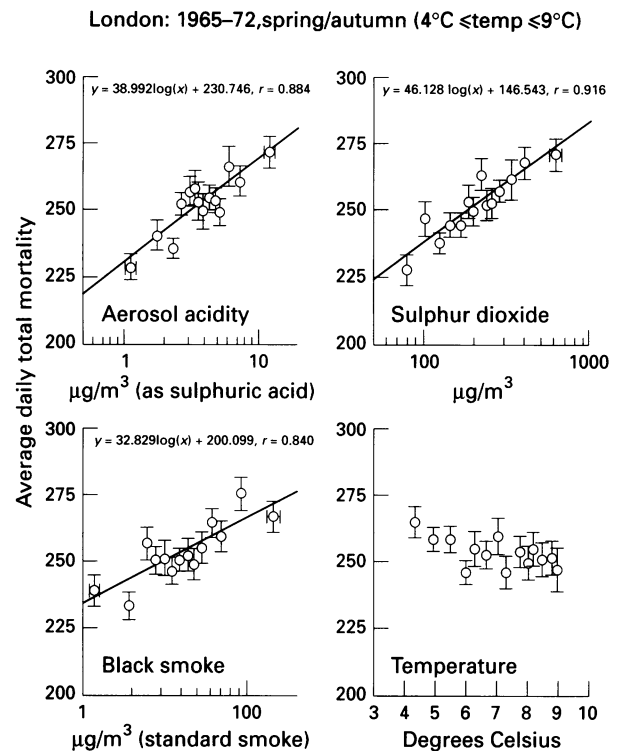 London: 1965–72,spring/autumn (4°C ≤temp ≤9°C)
Average daily total mortality
300
275
250
225
200
y = 38.992log(x) + 230.746, r = 0.884
Aerosol acidity
1
10
µg/m³ (as sulphuric acid)
300
275
250
225
200
y = 46.128 log(x) + 146.543, r = 0.916
Sulphur dioxide
100
1000
µg/m³
300
275
250
225
200
y = 32.829log(x) + 200.099, r = 0.840
Black smoke
1
100
µg/m³ (standard smoke)
300
275
250
225
200
Temperature
3 4 5 6 7 8 9 10
Degrees Celsius